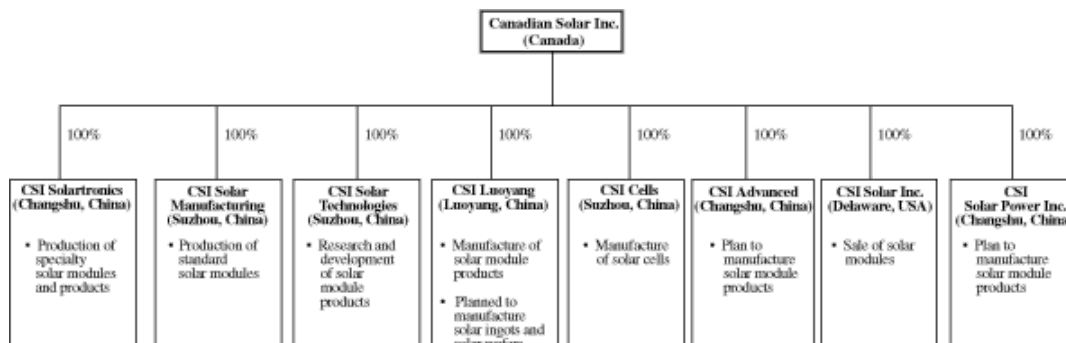 Canadian Solar Inc.
(Canada)
100%
100%
100%
100%
100%
100%
100%
100%
CSI Solartronics
(Changshu, China)
• Production of
specialty
solar modules
and products
CSI Solar
Manufacturing
(Suzhou, China)
• Production of
standard
solar modules
CSI Solar
Technologies
(Suzhou, China)
• Research and
development
of solar
module
products
CSI Luoyang
(Luoyang, China)
• Manufacture of
solar module
products
• Planned to
manufacture
solar ingots and
CSI Cells
(Suzhou, China)
• Manufacture
of solar cells
CSI Advanced
(Changshu, China)
• Plan to
manufacture
solar module
products
CSI Solar Inc.
(Delaware, USA)
• Sale of solar
modules
CSI
Solar Power Inc.
(Changshu, China
• Plan to
manufacture
solar module
products